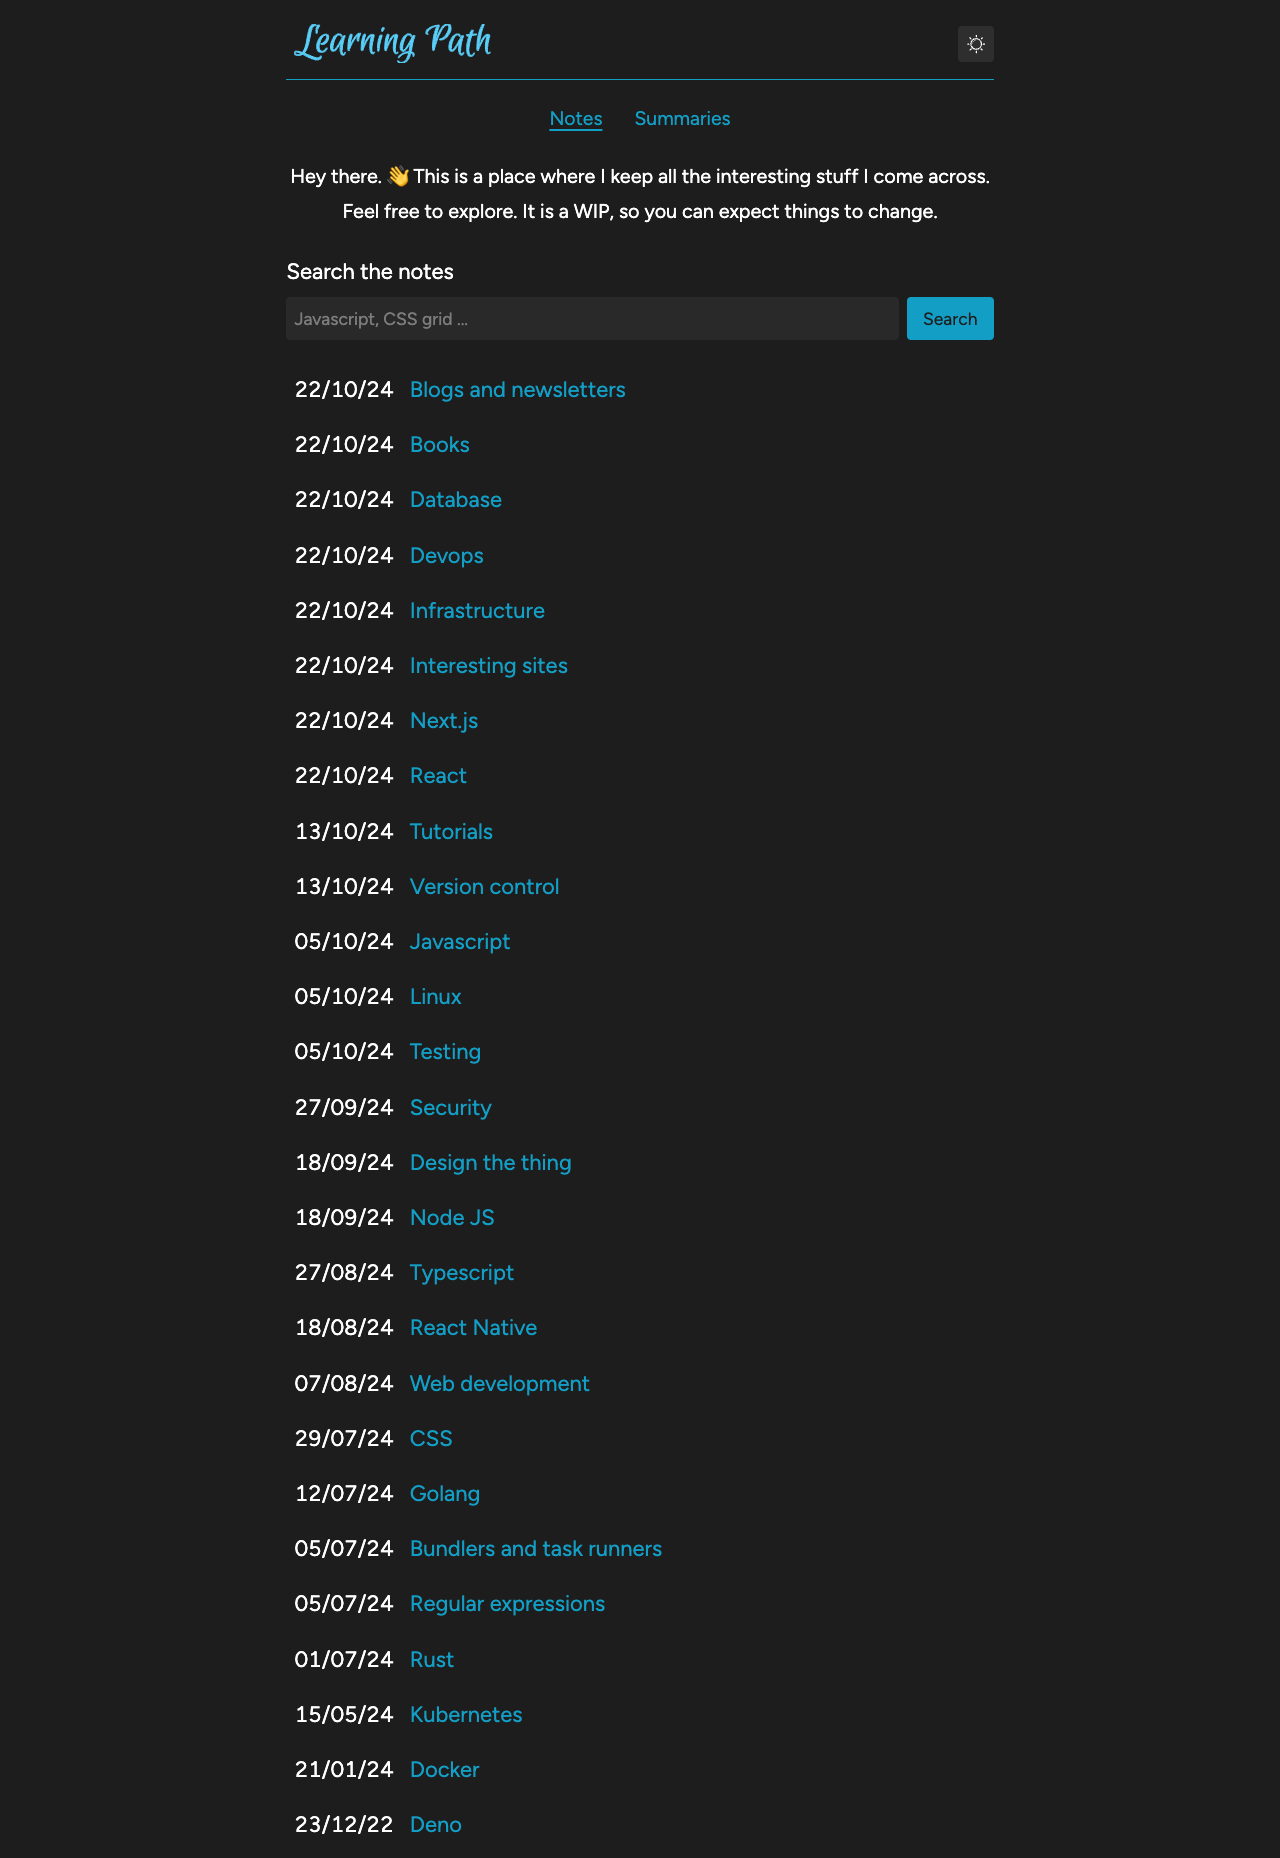 Learning Path
Notes Summaries
Hey there. 👋 This is a place where I keep all the interesting stuff I come across.
Feel free to explore. It is a WIP, so you can expect things to change.
Search the notes
Javascript, CSS grid ... Search
22/10/24 Blogs and newsletters
22/10/24 Books
22/10/24 Database
22/10/24 Devops
22/10/24 Infrastructure
22/10/24 Interesting sites
22/10/24 Next.js
22/10/24 React
13/10/24 Tutorials
13/10/24 Version control
05/10/24 Javascript
05/10/24 Linux
05/10/24 Testing
27/09/24 Security
18/09/24 Design the thing
18/09/24 Node JS
27/08/24 Typescript
18/08/24 React Native
07/08/24 Web development
29/07/24 CSS
12/07/24 Golang
05/07/24 Bundlers and task runners
05/07/24 Regular expressions
01/07/24 Rust
15/05/24 Kubernetes
21/01/24 Docker
23/12/22 Deno